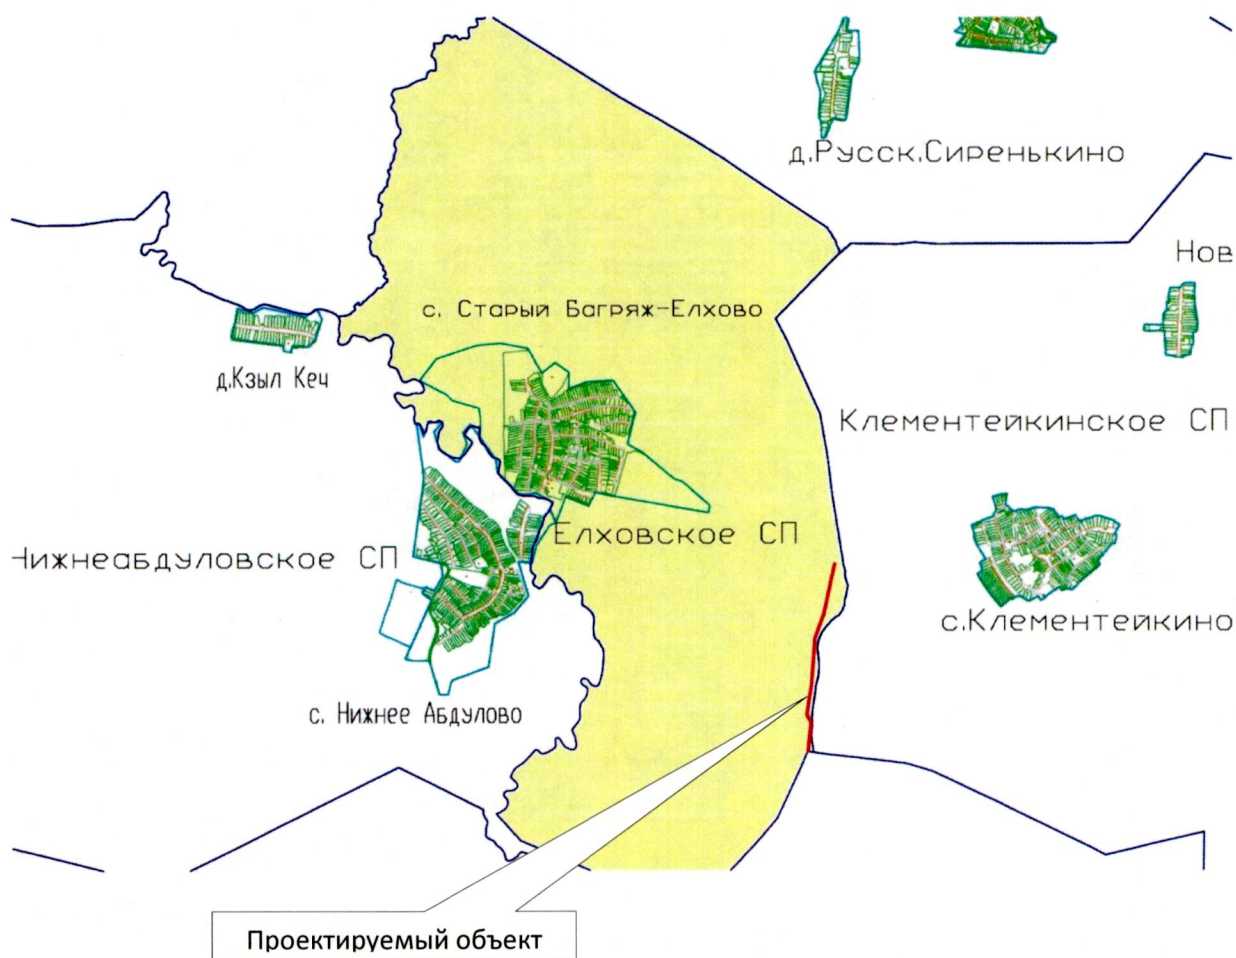 д.Русск.Сиренькино
Нов
с. Старый Багряж-Елхово
д.Кзыл Кеч
Клементейкинское СП
Елховское СП
Нижнеабдуловское СП
с.Клементейкино
с. Нижнее Абдулово
Проектируемый объект